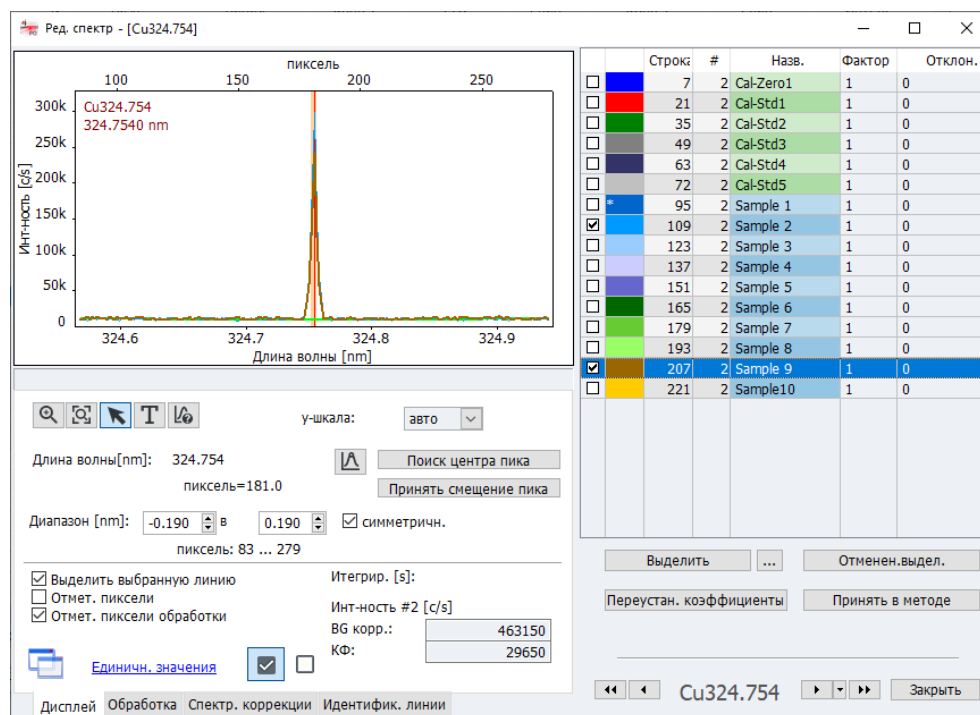 Ред. спектр - [Cu324.754]
пиксель
100 150 200 250
Cu324.754
324.7540 nm
300k
250k
200k
150k
100k
50k
0
Инт-ность [c/s]
324.6 324.7 324.8 324.9
Длина волны [nm]
Строка # Назв. Фактор Отклон.
7 2 Cal-Zero1 1 0
21 2 Cal-Std1 1 0
35 2 Cal-Std2 1 0
49 2 Cal-Std3 1 0
63 2 Cal-Std4 1 0
72 2 Cal-Std5 1 0
* 95 2 Sample 1 1 0
109 2 Sample 2 1 0
123 2 Sample 3 1 0
137 2 Sample 4 1 0
151 2 Sample 5 1 0
165 2 Sample 6 1 0
179 2 Sample 7 1 0
193 2 Sample 8 1 0
207 2 Sample 9 1 0
221 2 Sample10 1 0
у-шкала: авто
Длина волны[nm]: 324.754 Поиск центра пика
пиксель=181.0 Принять смещение пика
Диапазон [nm]: -0.190 в 0.190 симметричн.
пиксель: 83 ... 279
Выделить выбранную линию
Отмет. пиксели
Отмет. пиксели обработки
Итегрир. [s]:
Инт-ность #2 [c/s]
BG корр.: 463150
КФ: 29650
Единичн. значения
Дисплей Обработка Спектр. коррекции Идентифик. линии
Выделить ... Отменен.выдел.
Переустан. коэффициенты Принять в методе
Cu324.754 Закрыть